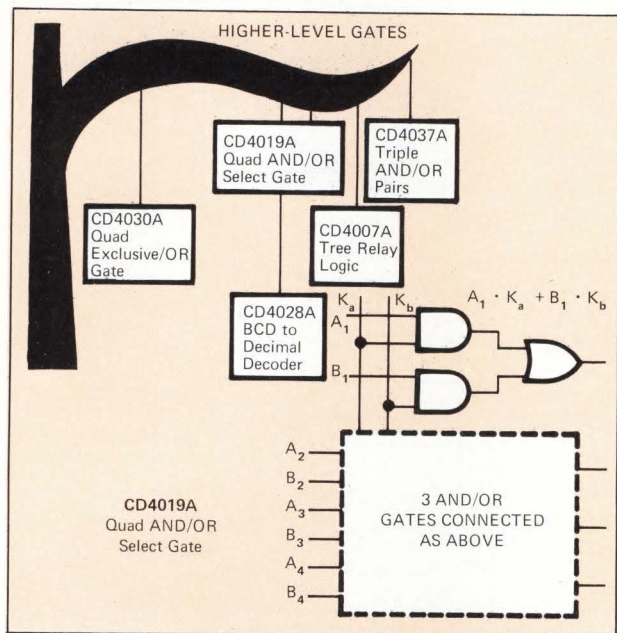 HIGHER-LEVEL GATES
CD4019A
Quad AND/OR
Select Gate
CD4037A
Triple
AND/OR
Pairs
CD4030A
Quad
Exclusive/OR
Gate
CD4007A
Tree Relay
Logic
CD4028A
BCD to
Decimal
Decoder
Kₐ
K_b
A₁ · Kₐ + B₁ · K_b
A₁
B₁
A₂
B₂
A₃
B₃
A₄
B₄
CD4019A
Quad AND/OR
Select Gate
3 AND/OR
GATES CONNECTED
AS ABOVE